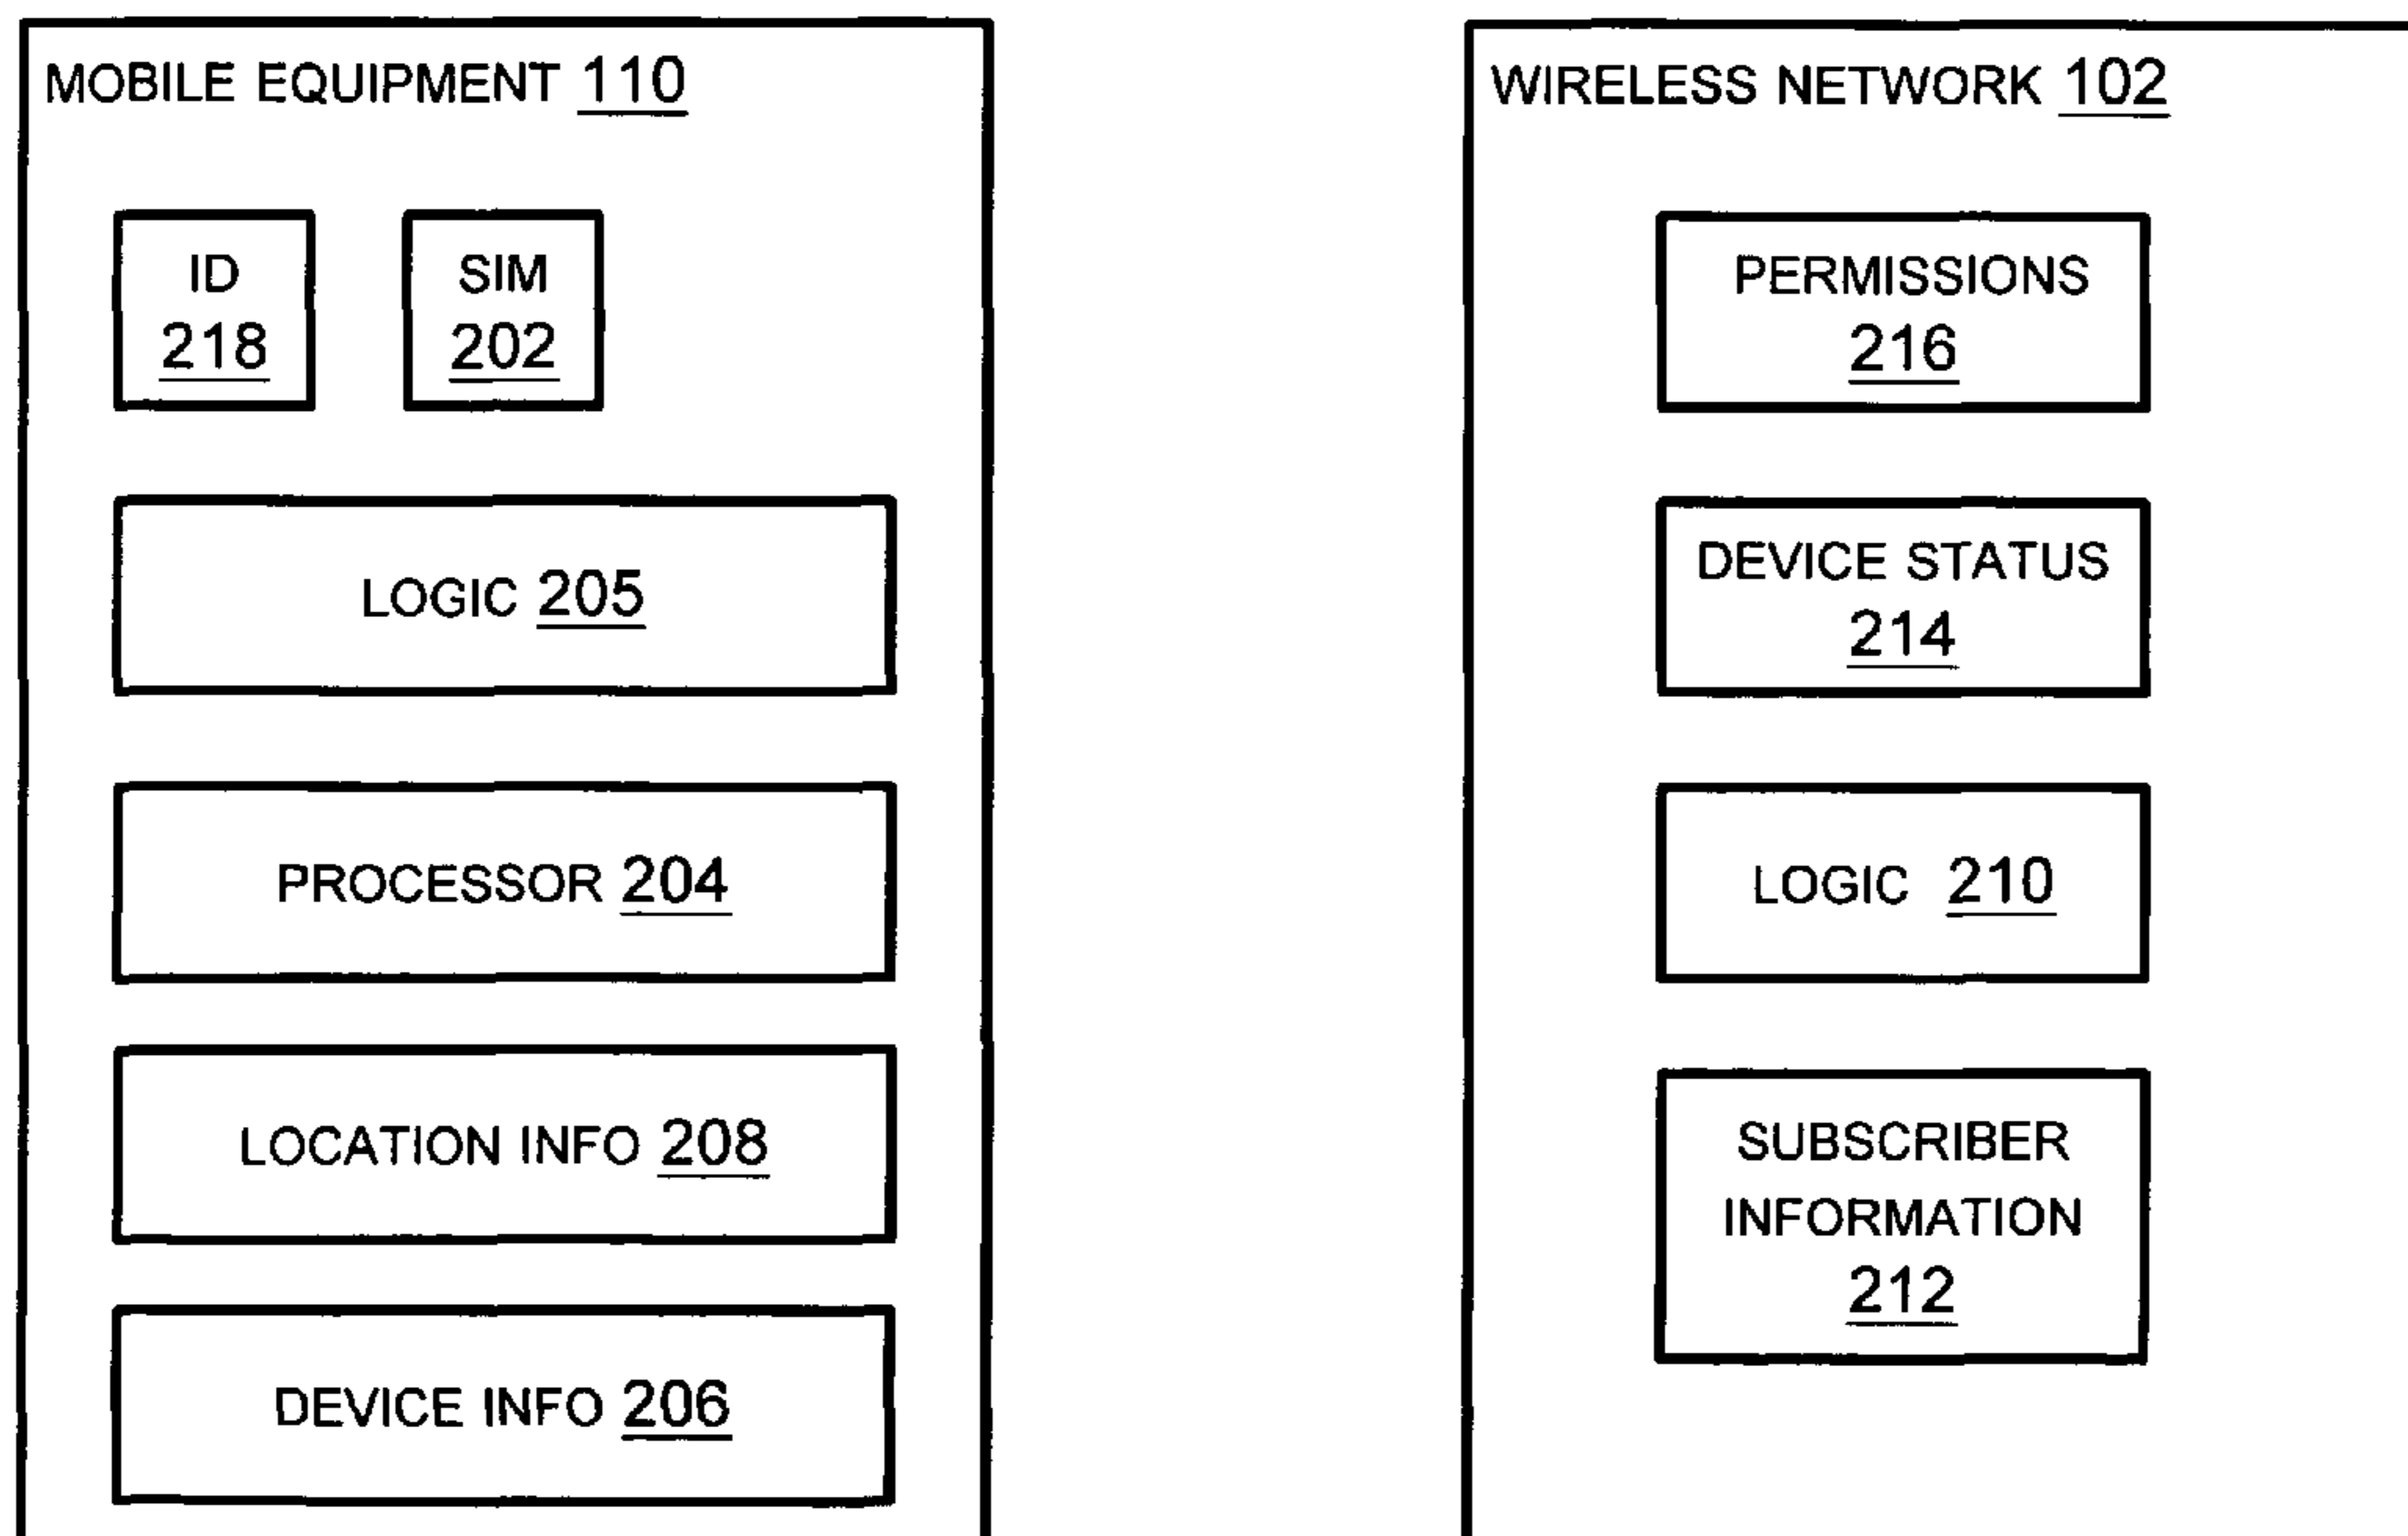 MOBILE EQUIPMENT 110
ID
218
SIM
202
LOGIC 205
PROCESSOR 204
LOCATION INFO 208
DEVICE INFO 206
WIRELESS NETWORK 102
PERMISSIONS
216
DEVICE STATUS
214
LOGIC 210
SUBSCRIBER
INFORMATION
212